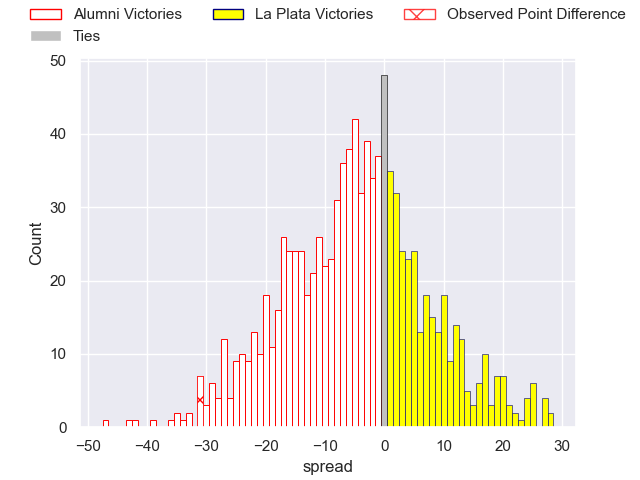 Alumni Victories
La Plata Victories
Observed Point Difference
Ties
50
40
30
20
10
0
Count
−50 −40 −30 −20 −10 0 10 20 30
spread